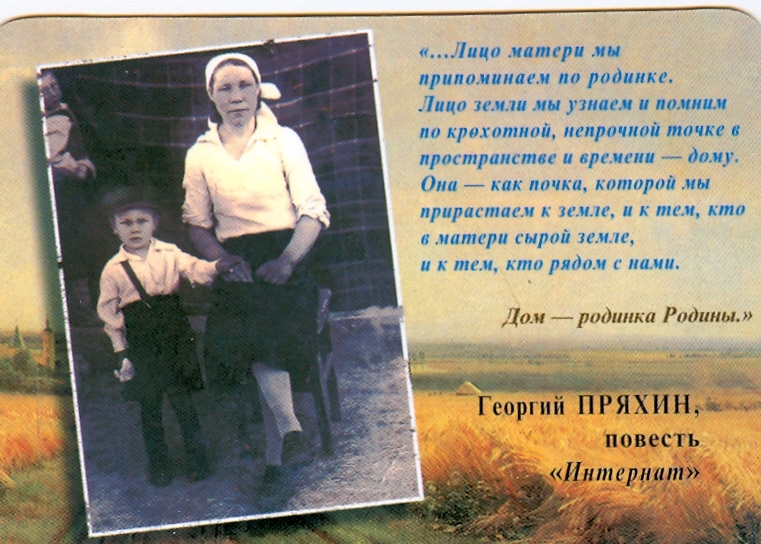 «...Лицо матери мы
припоминаем по родинке.
Лицо земли мы узнаем и помним
по крохотной, непрочной точке в
пространстве и времени — дому.
Она — как почка, которой мы
прирастаем к земле, и к тем, кто
в матери сырой земле,
и к тем, кто рядом с нами.
Дом — родинка Родины.»
Георгий ПРЯХИН,
повесть
«Интернат»